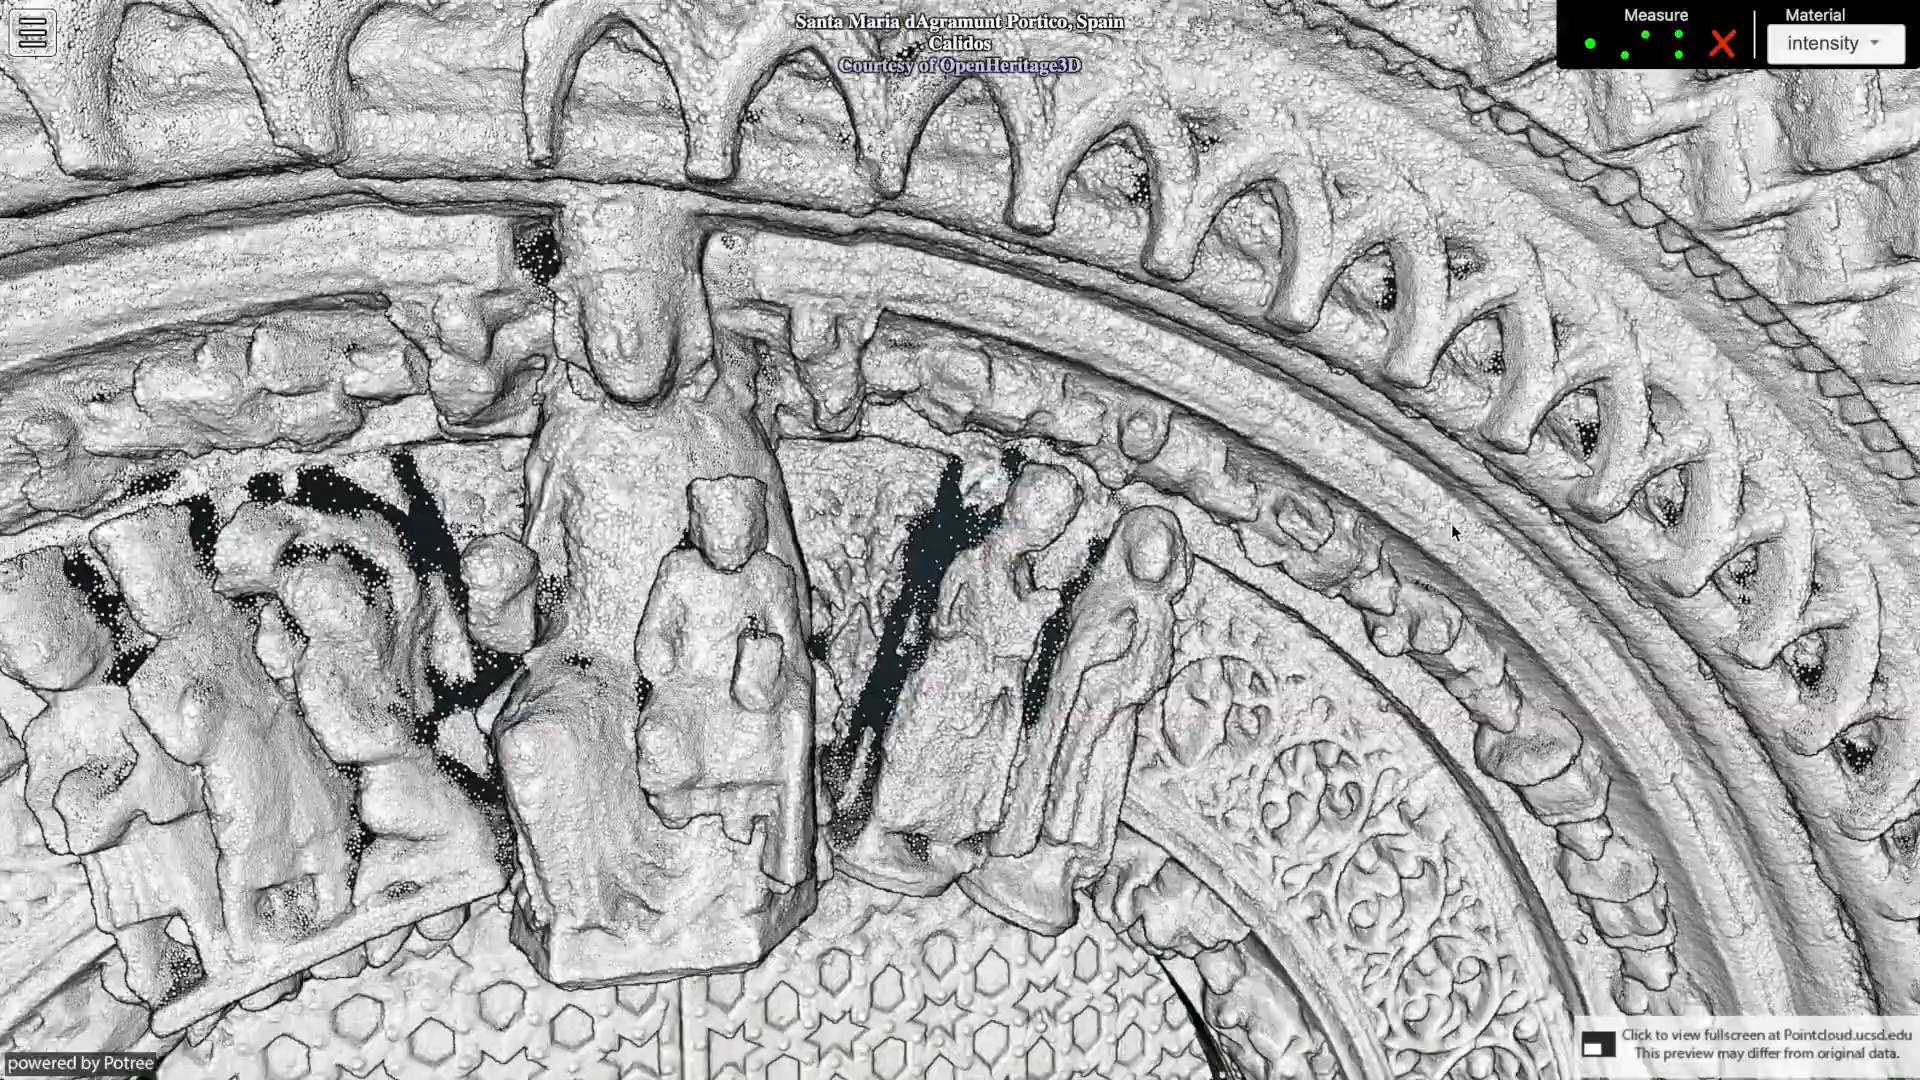 Santa Maria dAgramunt Portico, Spain
Calidos
Courtesy of OpenHeritage3D
Measure
Material
intensity
Click to view fullscreen at Pointcloud.ucsd.edu
This preview may differ from original data.
powered by Potree